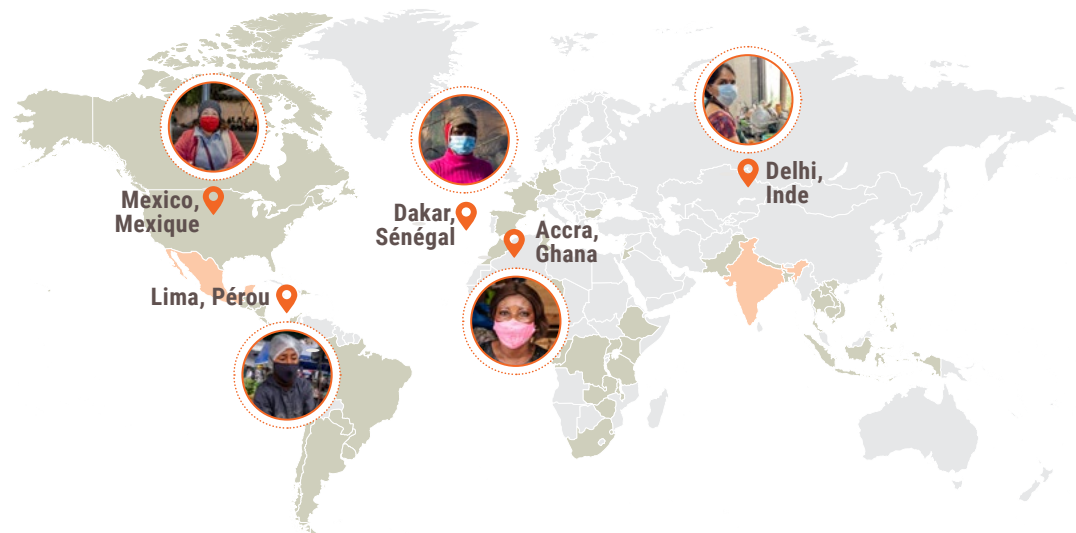 Mexico,
Mexique
Lima, Pérou
Dakar,
Sénégal
Accra,
Ghana
Delhi,
Inde